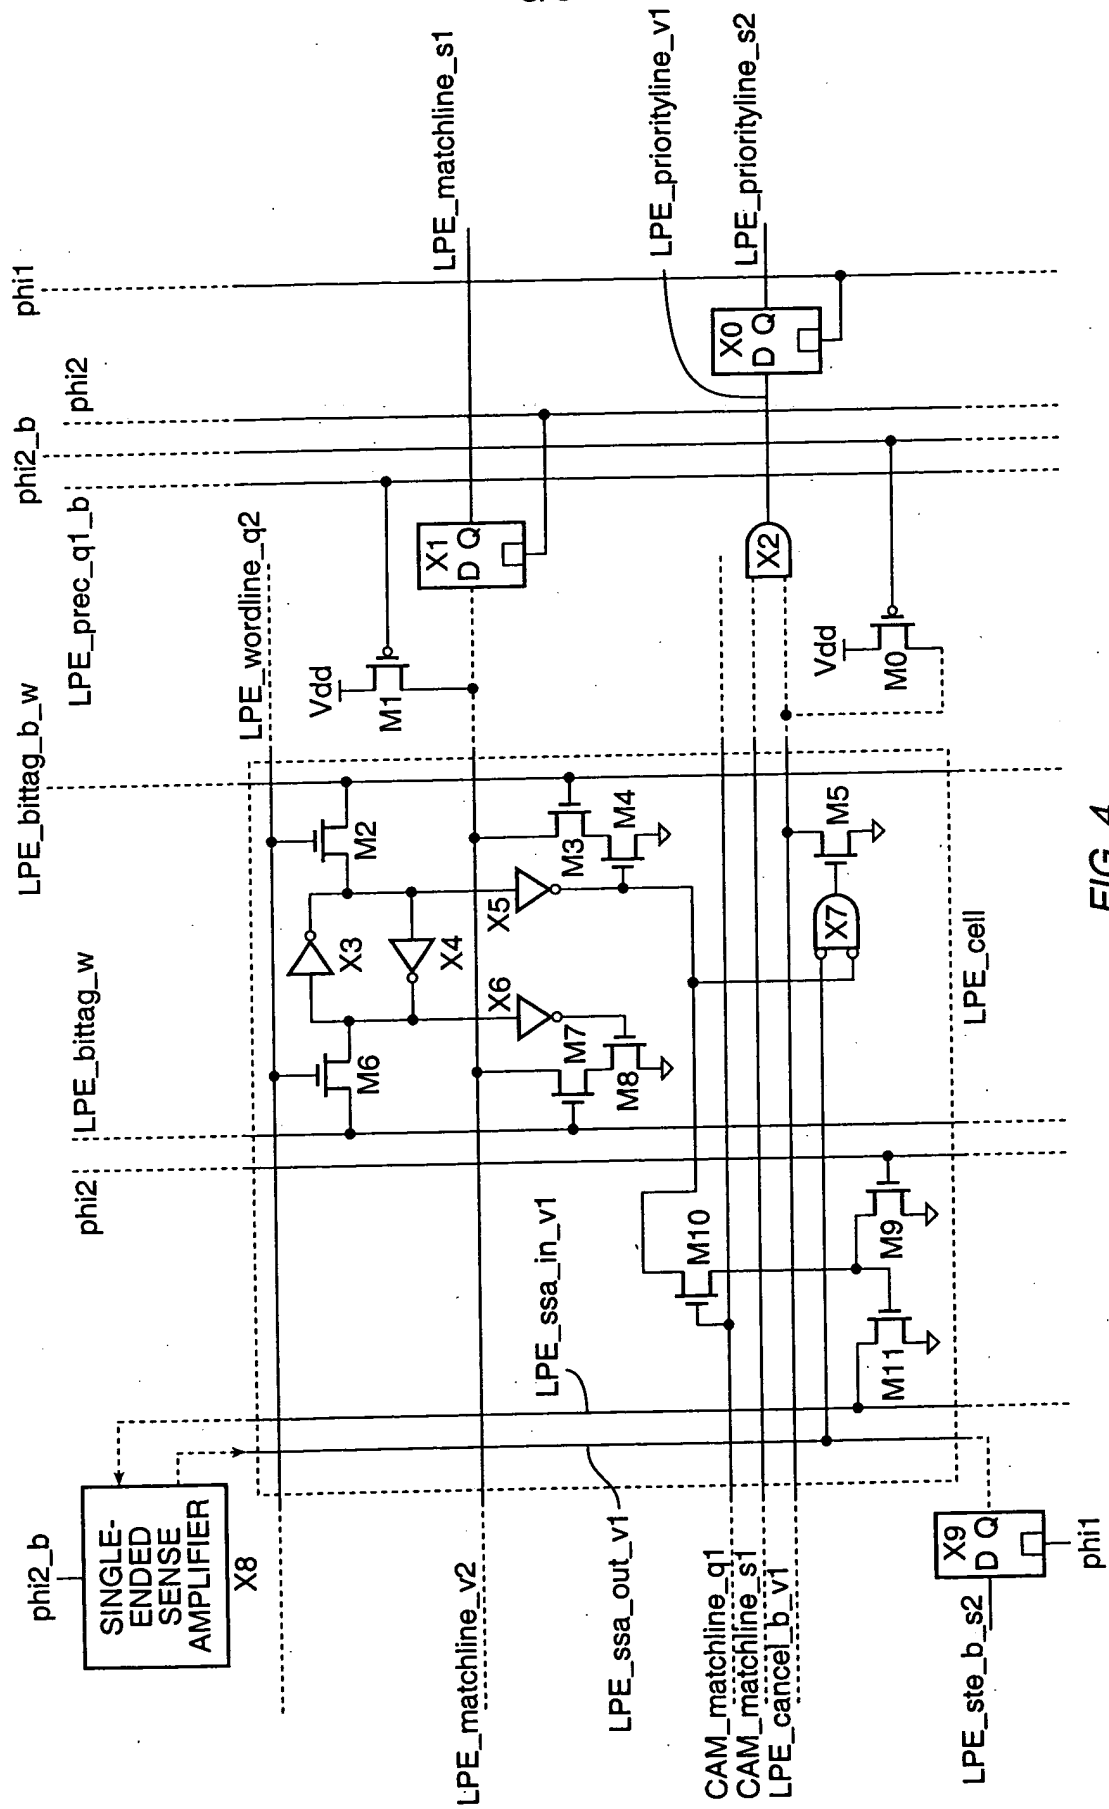 phi2_b
SINGLE-
ENDED
SENSE
AMPLIFIER
X8
phi2
LPE_bittag_w
LPE_bittag_b_w
LPE_prec_q1_b
phi2_b
phi2
phi1
LPE_wordline_q2
M6
X3
X4
M2
Vdd
M1
LPE_matchline_v2
X6
X5
M7
M8
M3
M4
X1
D Q
LPE_matchline_s1
LPE_ssa_in_v1
LPE_ssa_out_v1
M10
CAM_matchline_q1
CAM_matchline_s1
LPE_cancel_b_v1
X2
LPE_priorityline_v1
X0
D Q
LPE_priorityline_s2
M11
M9
X7
M5
Vdd
M0
LPE_ste_b_s2
X9
D Q
phi1
LPE_cell
FIG. 4